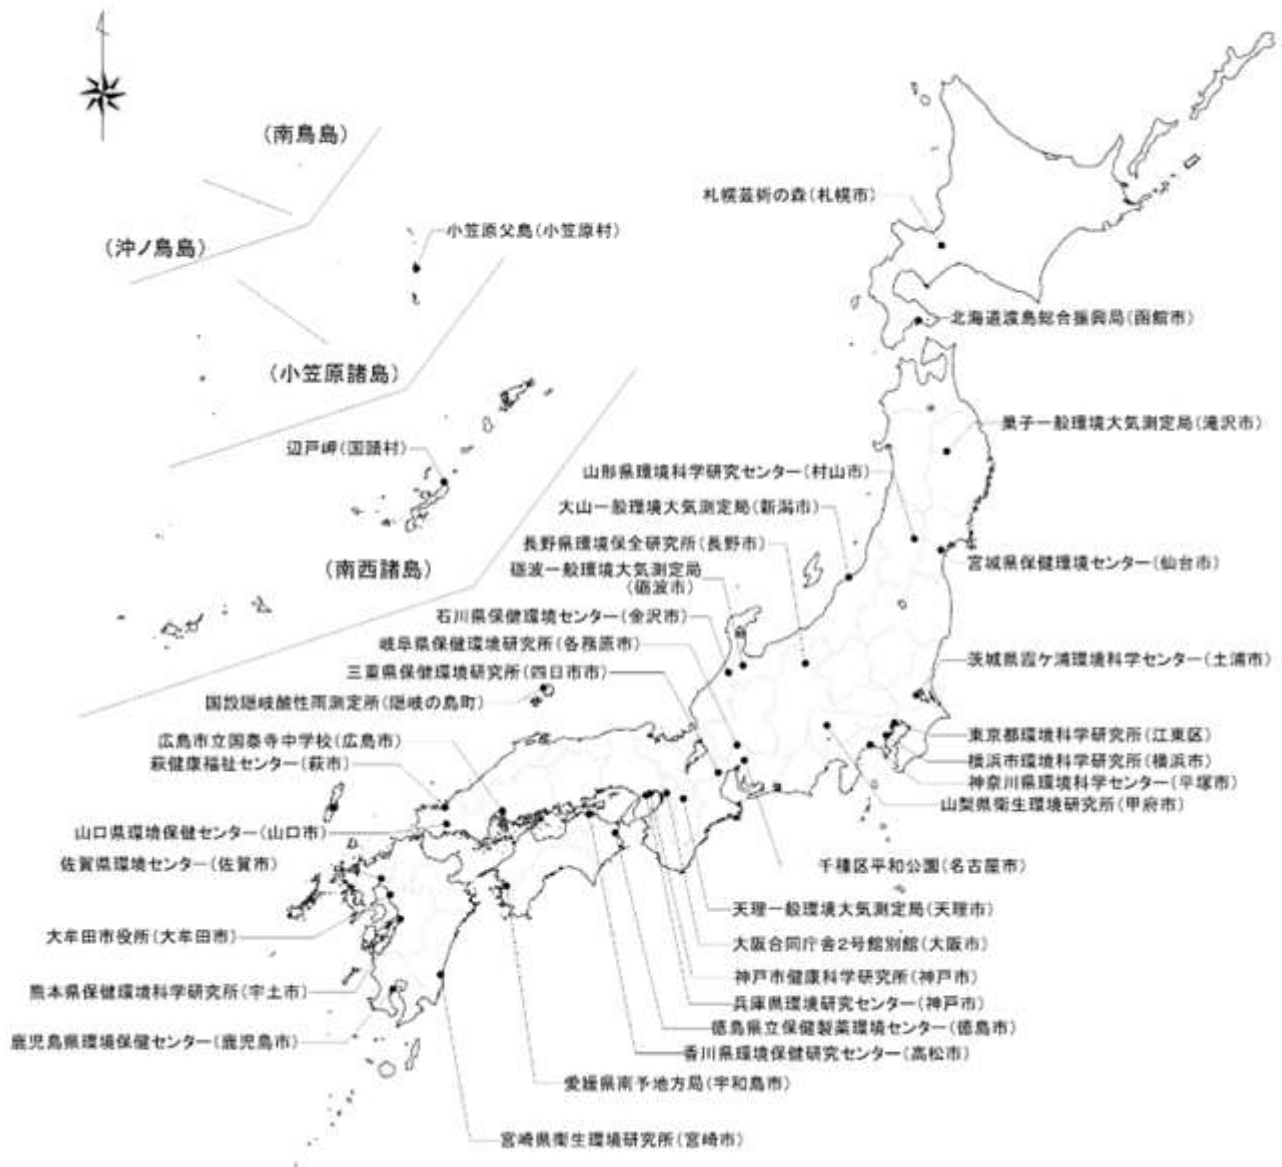 (南鳥島)
札幌芸術の森(札幌市)
小笠原父島(小笠原村)
(沖ノ鳥島)
北海道渡島総合振興局(函館市)
(小笠原諸島)
巣子一般環境大気測定局(滝沢市)
辺戸岬(国頭村)
山形県環境科学研究センター(村山市)
大山一般環境大気測定局(新潟市)
長野県環境保全研究所(長野市)
宮城県保健環境センター(仙台市)
(南西諸島)
砺波一般環境大気測定局
(砺波市)
石川県保健環境センター(金沢市)
岐阜県保健環境研究所(各務原市)
茨城県霞ケ浦環境科学センター(土浦市)
三重県保健環境研究所(四日市市)
国設隠岐酸性雨測定所(隠岐の島町)
東京都環境科学研究所(江東区)
広島市立国泰寺中学校(広島市)
横浜市環境科学研究所(横浜市)
萩健康福祉センター(萩市)
神奈川県環境科学センター(平塚市)
山梨県衛生環境研究所(甲府市)
山口県環境保健センター(山口市)
佐賀県環境センター(佐賀市)
千種区平和公園(名古屋市)
天理一般環境大気測定局(天理市)
大牟田市役所(大牟田市)
大阪合同庁舎2号館別館(大阪市)
神戸市健康科学研究所(神戸市)
熊本県保健環境科学研究所(宇土市)
兵庫県環境研究センター(神戸市)
徳島県立保健製薬環境センター(徳島市)
鹿児島県環境保健センター(鹿児島市)
香川県環境保健研究センター(高松市)
愛媛県南予地方局(宇和島市)
宮崎県衛生環境研究所(宮崎市)